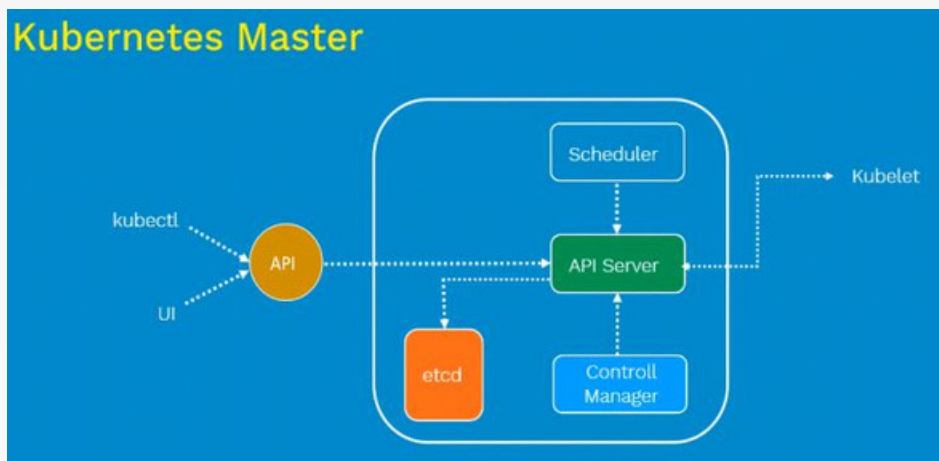 Kubernetes Master
Scheduler
Kubelet
kubectl
API
API Server
UI
etcd
Controll
Manager